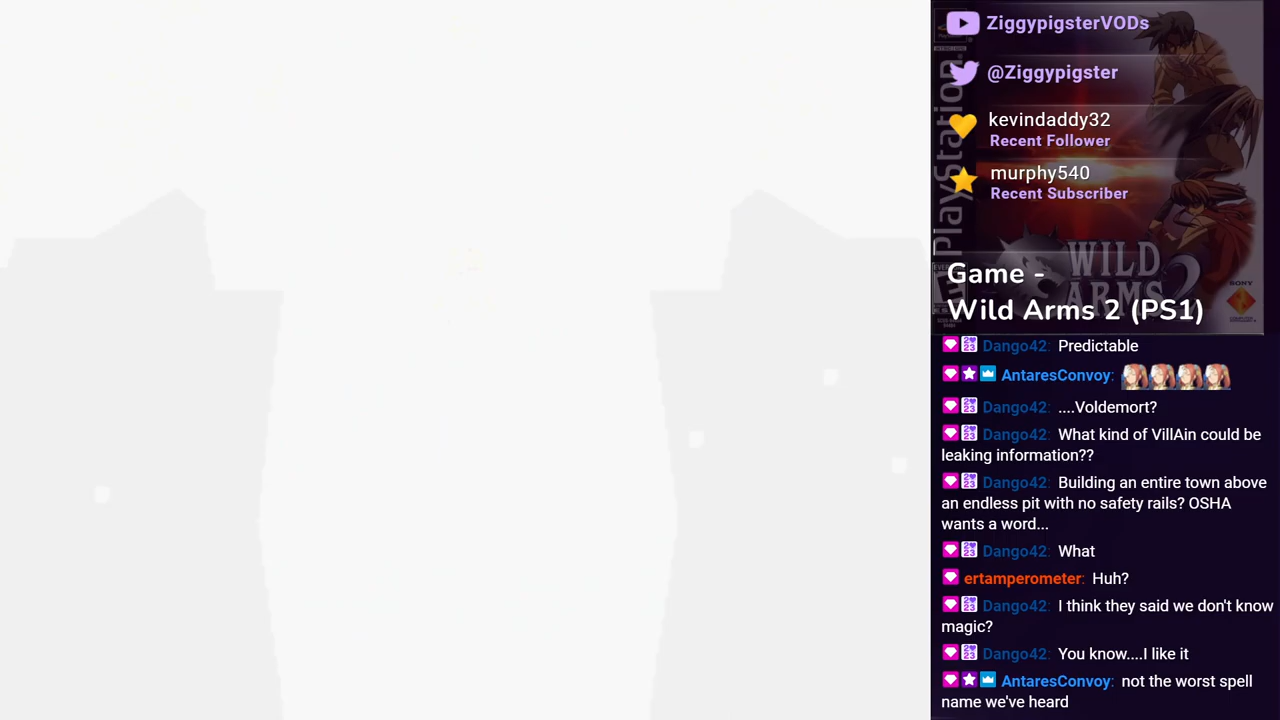 ZiggypigsterVODs
@Ziggypigster
kevindaddy32
Recent Follower
murphy540
Recent Subscriber
PlayStation
WILD
ARMS 2
SONY
Game -
Wild Arms 2 (PS1)
Dango42: Predictable
AntaresConvoy:
Dango42: ....Voldemort?
Dango42: What kind of VillAin could be
leaking information??
Dango42: Building an entire town above
an endless pit with no safety rails? OSHA
wants a word...
Dango42: What
ertamperometer: Huh?
Dango42: I think they said we don't know
magic?
Dango42: You know....I like it
AntaresConvoy: not the worst spell
name we've heard